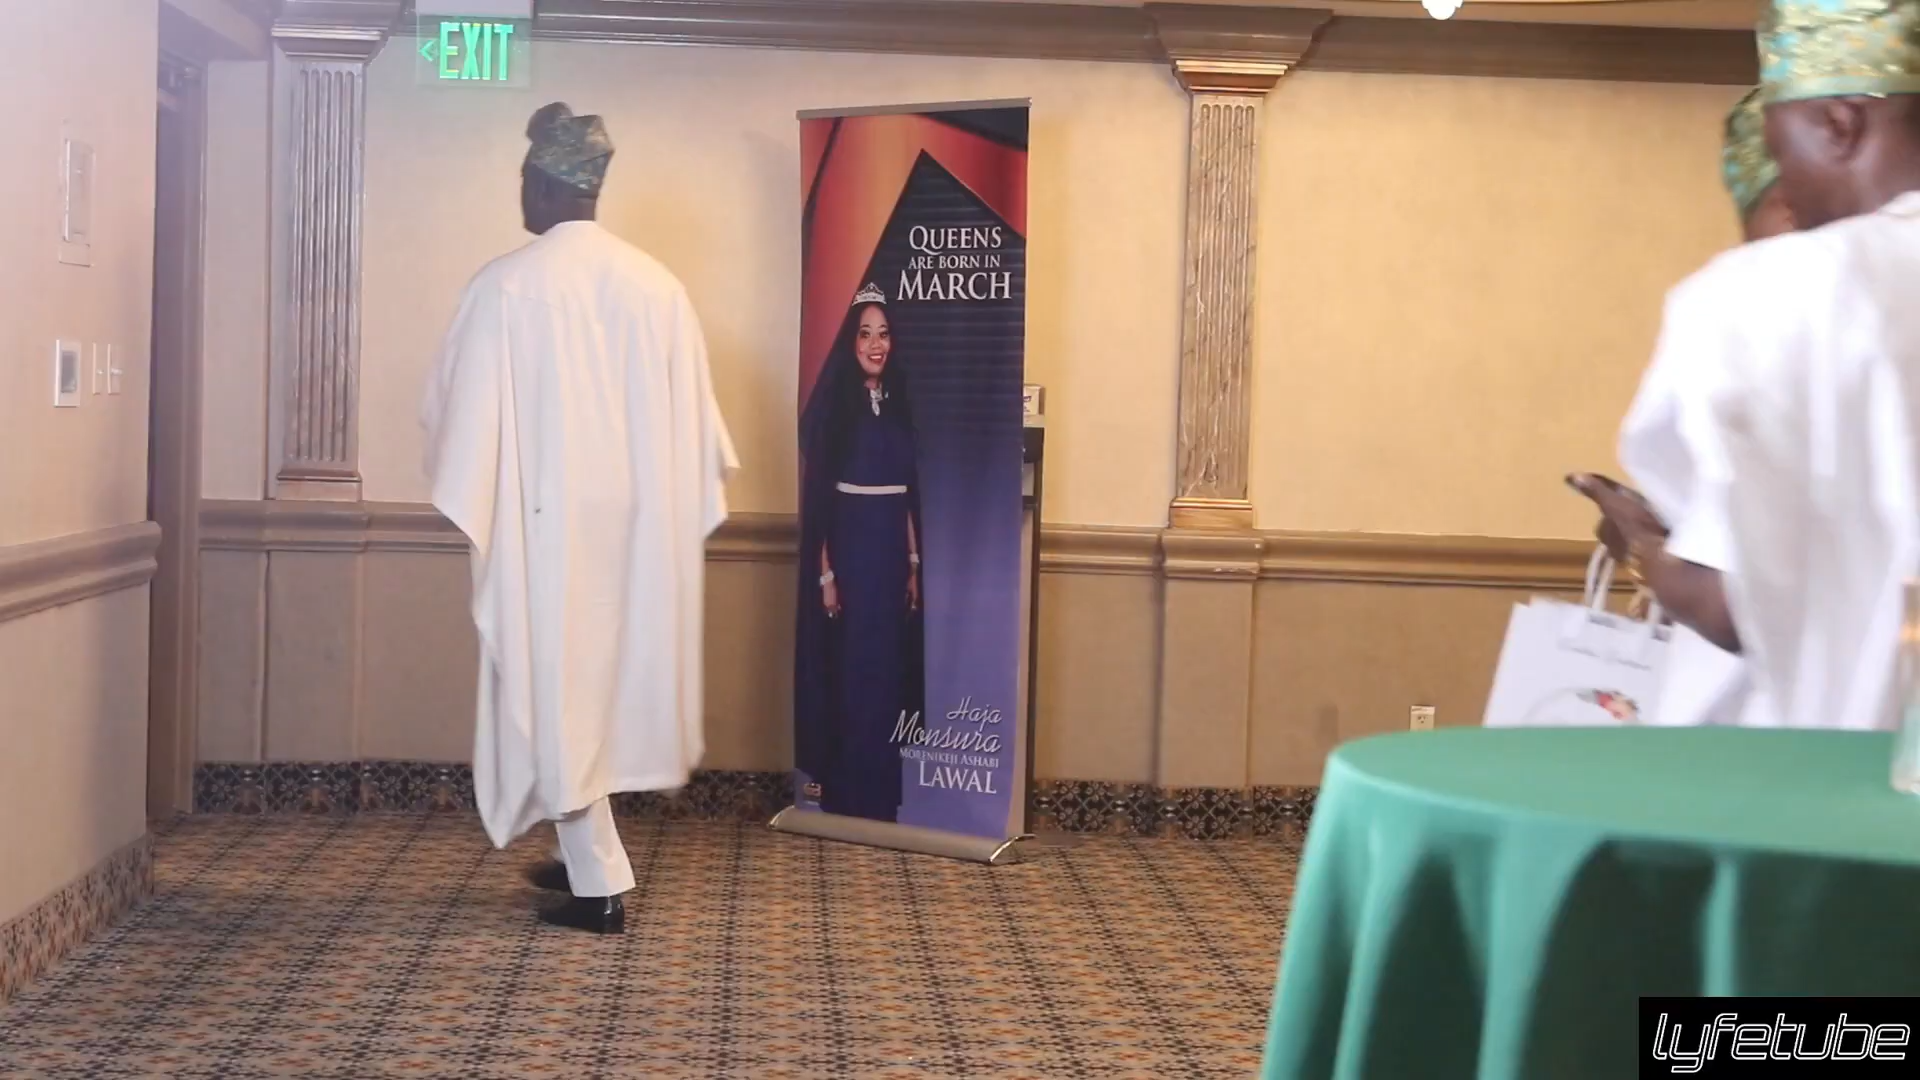 <EXIT
QUEENS
ARE BORN IN
MARCH
Haja
Monsura
MORENIKEJI ASHABI
LAWAL
lyfetube